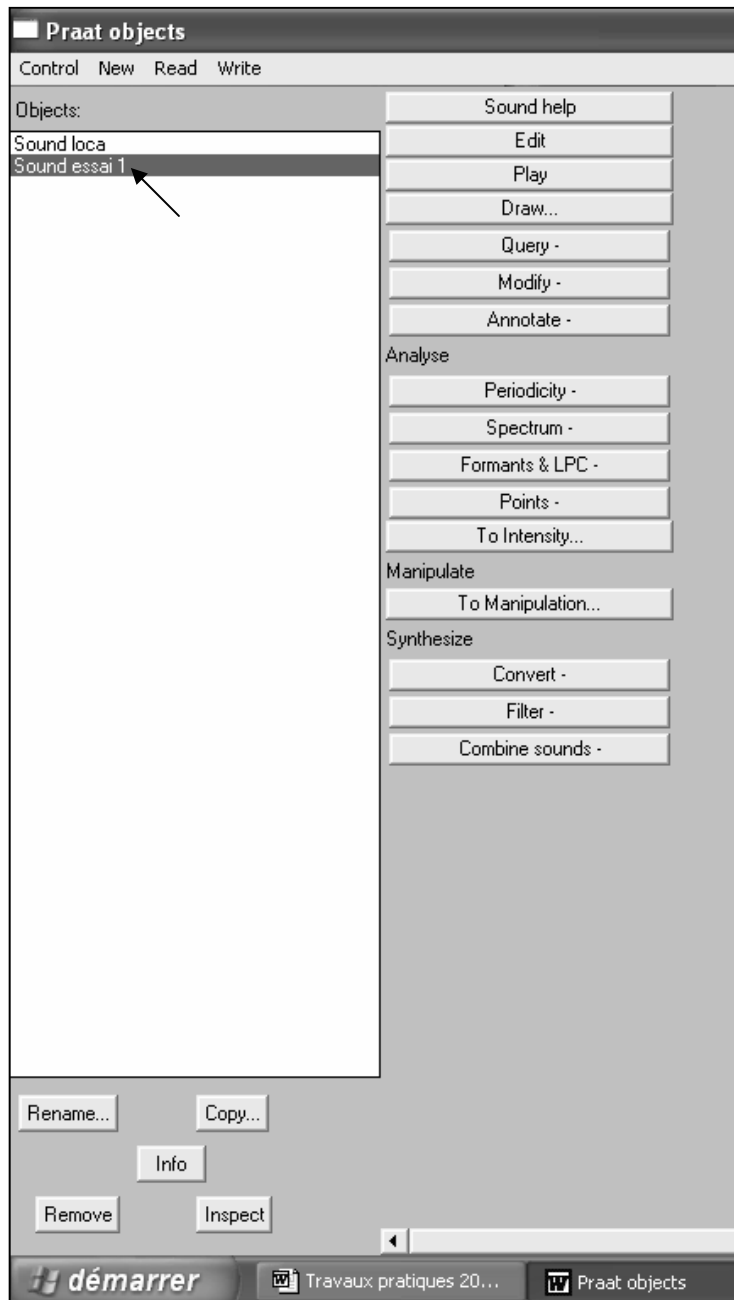 Praat objects
Control New Read Write
Objects:
Sound loca
Sound essai 1
Sound help
Edit
Play
Draw...
Query -
Modify -
Annotate -
Analyse
Periodicity -
Spectrum -
Formants & LPC -
Points -
To Intensity...
Manipulate
To Manipulation...
Synthesize
Convert -
Filter -
Combine sounds -
Rename... Copy...
Info
Remove Inspect
démarrer Travaux pratiques 20... Praat objects